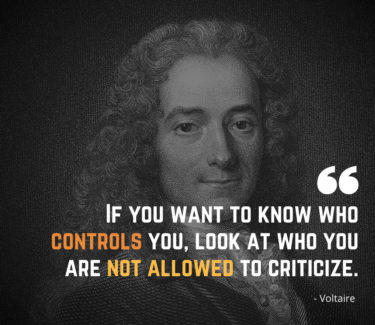 ❝
IF YOU WANT TO KNOW WHO
CONTROLS YOU, LOOK AT WHO YOU
ARE NOT ALLOWED TO CRITICIZE.
- Voltaire